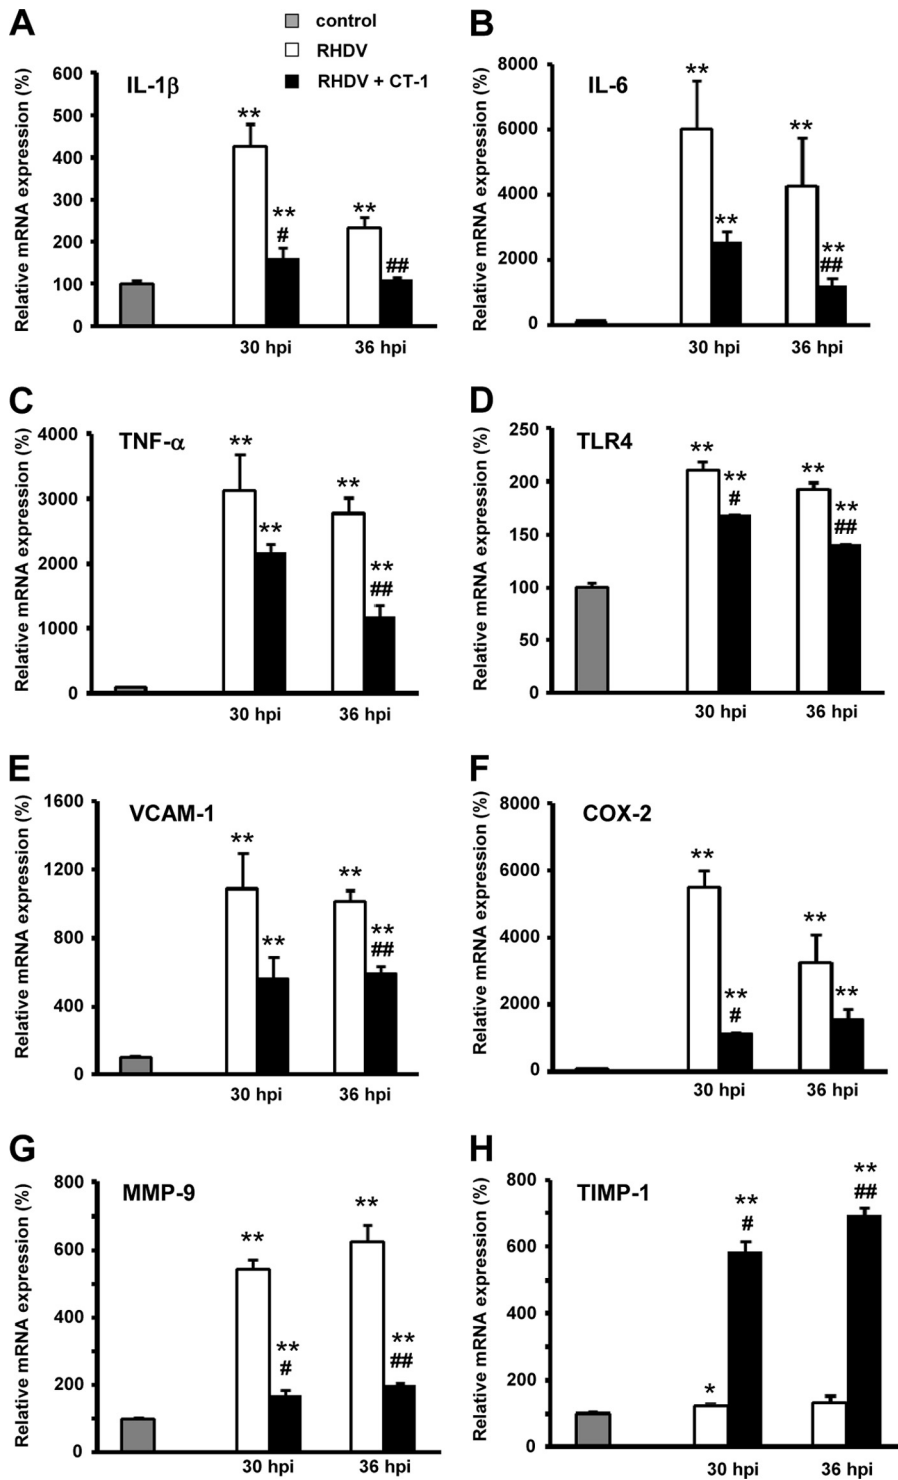 A
control
RHDV
RHDV + CT-1
IL-1β
Relative mRNA expression (%)
600
500
400
300
200
100
0
**
**
#
**
##
30 hpi
36 hpi
B
IL-6
Relative mRNA expression (%)
8000
6000
4000
2000
0
**
**
**
**
##
30 hpi
36 hpi
C
TNF-α
Relative mRNA expression (%)
4000
3000
2000
1000
0
**
**
**
**
##
30 hpi
36 hpi
D
TLR4
Relative mRNA expression (%)
250
200
150
100
50
0
**
**
#
**
**
##
30 hpi
36 hpi
E
VCAM-1
Relative mRNA expression (%)
1600
1200
800
400
0
**
**
**
**
##
30 hpi
36 hpi
F
COX-2
Relative mRNA expression (%)
8000
6000
4000
2000
0
**
**
#
**
**
30 hpi
36 hpi
G
MMP-9
Relative mRNA expression (%)
800
600
400
200
0
**
**
#
**
**
##
30 hpi
36 hpi
H
TIMP-1
Relative mRNA expression (%)
800
600
400
200
0
*
**
#
**
##
30 hpi
36 hpi